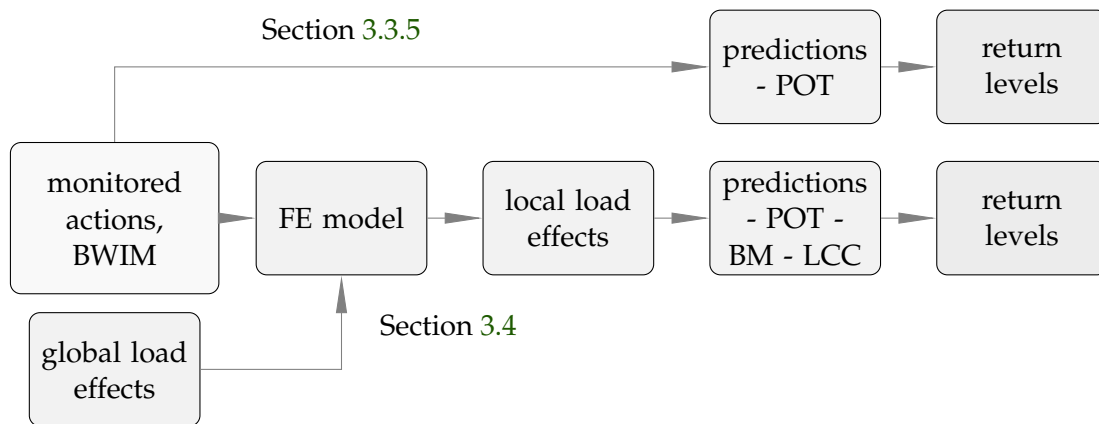 Section 3.3.5
predictions
- POT
return
levels
monitored
actions,
BWIM
FE model
local load
effects
predictions
- POT -
BM - LCC
return
levels
Section 3.4
global load
effects